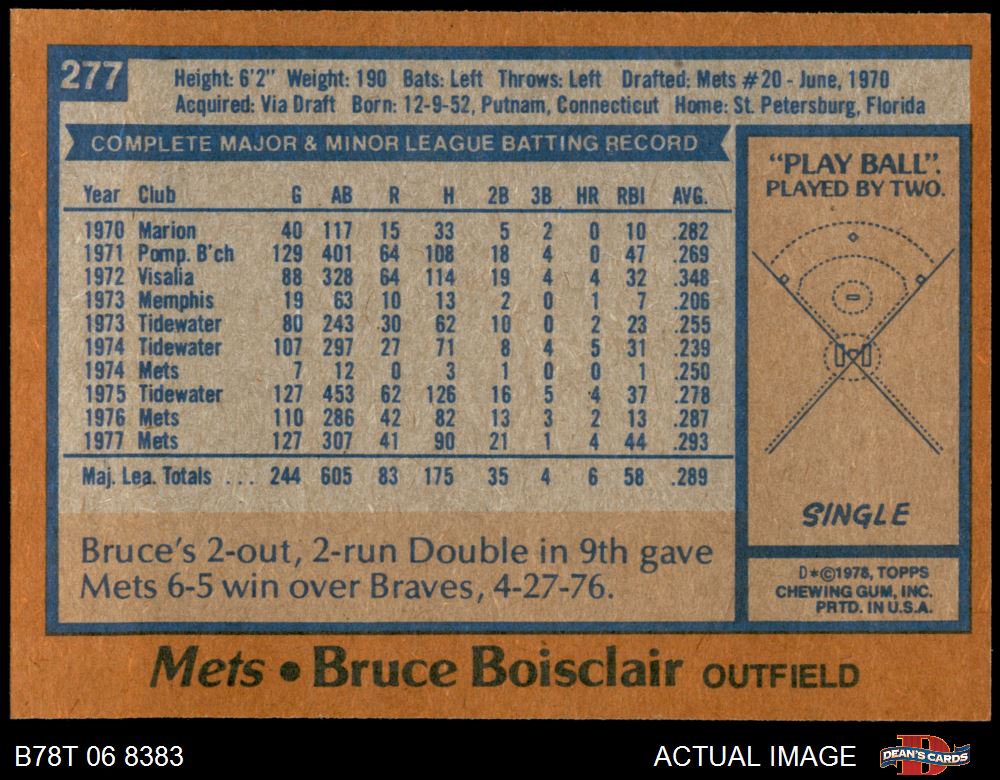 277
Height: 6'2" Weight: 190 Bats: Left Throws: Left Drafted: Mets #20 - June, 1970
Acquired: Via Draft Born: 12-9-52, Putnam, Connecticut Home: St. Petersburg, Florida
COMPLETE MAJOR & MINOR LEAGUE BATTING RECORD
Year Club G AB R H 2B 3B HR RBI AVG.
1970 Marion 40 117 15 33 5 2 0 10 .282
1971 Pomp. B'ch 129 401 64 108 18 4 0 47 .269
1972 Visalia 88 328 64 114 19 4 4 32 .348
1973 Memphis 19 63 10 13 2 0 1 7 .206
1973 Tidewater 80 243 30 62 10 0 2 23 .255
1974 Tidewater 107 297 27 71 8 4 5 31 .239
1974 Mets 7 12 0 3 1 0 0 1 .250
1975 Tidewater 127 453 62 126 16 5 4 37 .278
1976 Mets 110 286 42 82 13 3 2 13 .287
1977 Mets 127 307 41 90 21 1 4 44 .293
Maj. Lea. Totals ... 244 605 83 175 35 4 6 58 .289
Bruce's 2-out, 2-run Double in 9th gave
Mets 6-5 win over Braves, 4-27-76.
"PLAY BALL".
PLAYED BY TWO.
SINGLE
D*©1978, TOPPS
CHEWING GUM, INC.
PRTD. IN U.S.A.
Mets • Bruce Boisclair OUTFIELD
B78T 06 8383
ACTUAL IMAGE
DEAN'S CARDS